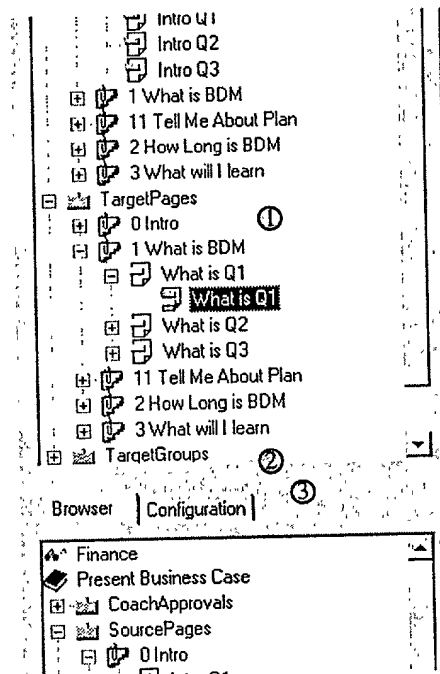 Intro Q1
Intro Q2
Intro Q3
1 What is BDM
11 Tell Me About Plan
2 How Long is BDM
3 What will I learn
TargetPages
0 Intro ①
1 What is BDM
What is Q1
What is Q1
What is Q2
What is Q3
11 Tell Me About Plan
2 How Long is BDM
3 What will I learn
TargetGroups ②
③
Browser Configuration
Finance
Present Business Case
CoachApprovals
SourcePages
0 Intro
Intro Q1